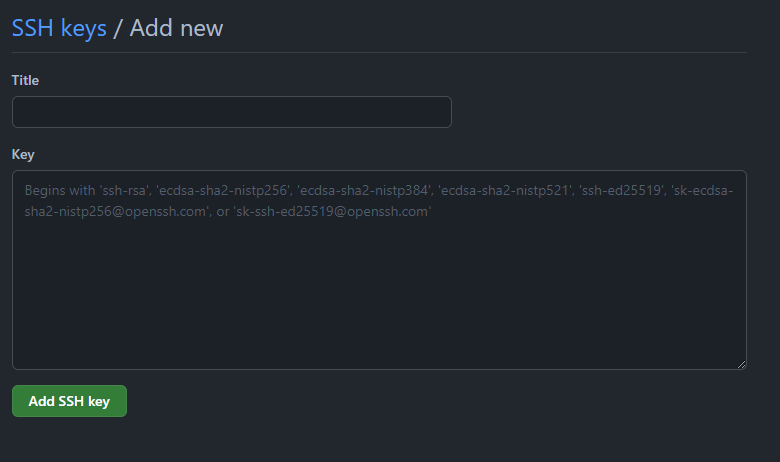 SSH keys / Add new
Title
Key
Begins with 'ssh-rsa', 'ecdsa-sha2-nistp256', 'ecdsa-sha2-nistp384', 'ecdsa-sha2-nistp521', 'ssh-ed25519', 'sk-ecdsa-
sha2-nistp256@openssh.com', or 'sk-ssh-ed25519@openssh.com'
Add SSH key